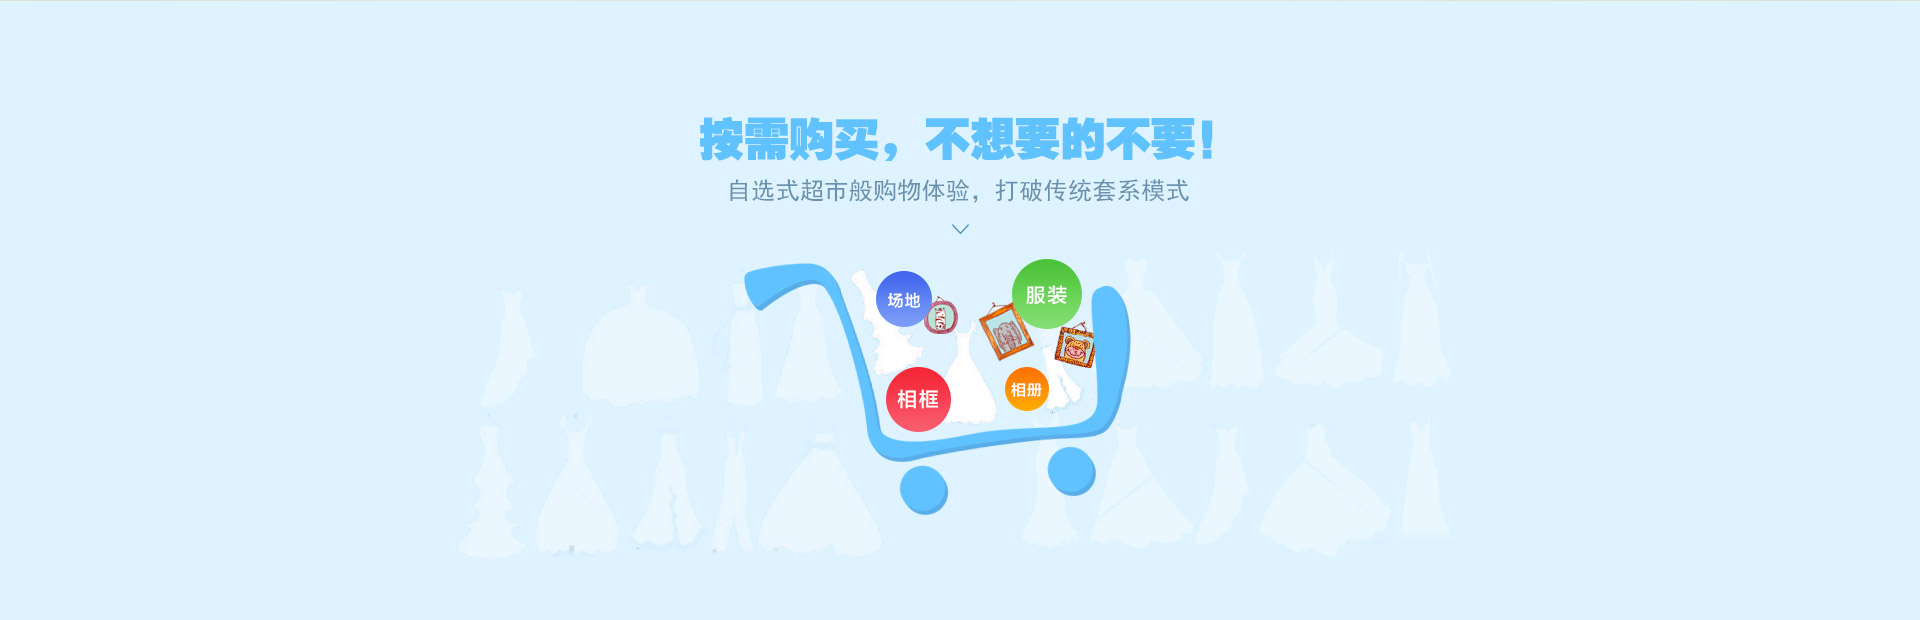 按需购买，不想要的不要！
自选式超市般购物体验，打破传统套系模式
场地
服装
相框
相册